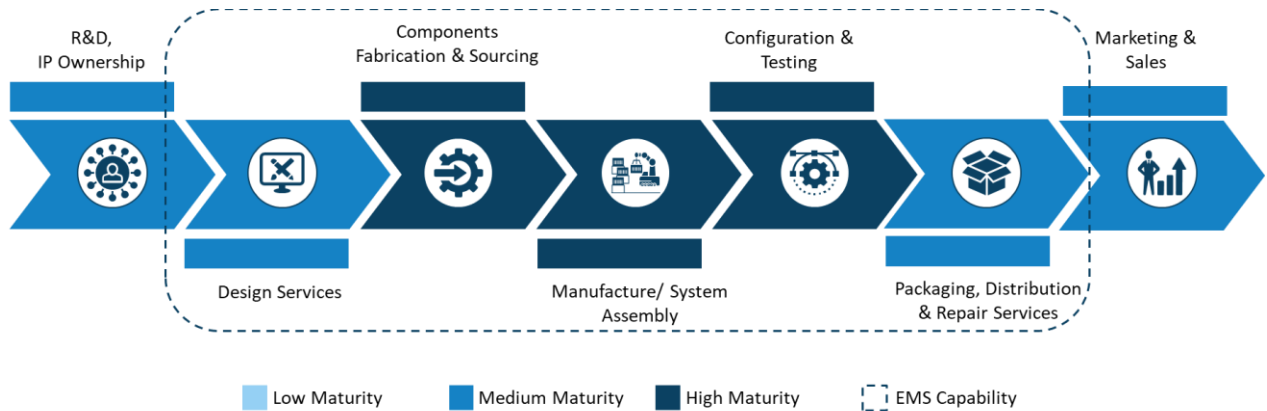 R&D,
IP Ownership
Components
Fabrication & Sourcing
Configuration &
Testing
Marketing &
Sales
Design Services
Manufacture/ System
Assembly
Packaging, Distribution
& Repair Services
Low Maturity
Medium Maturity
High Maturity
EMS Capability